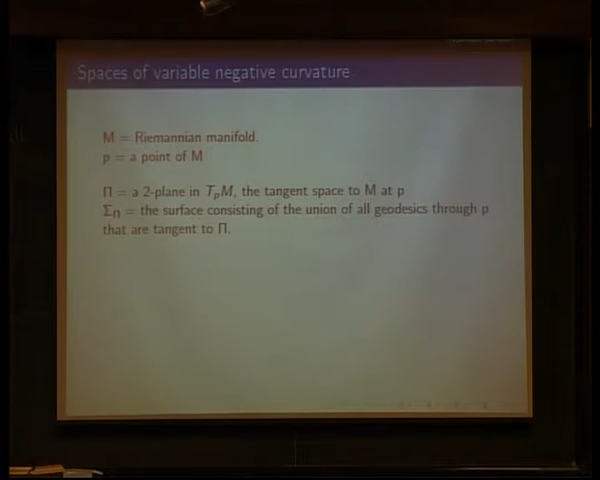 Spaces of variable negative curvature
M = Riemannian manifold.
p = a point of M
Π = a 2-plane in TₚM, the tangent space to M at p
Σ_Π = the surface consisting of the union of all geodesics through p
that are tangent to Π.